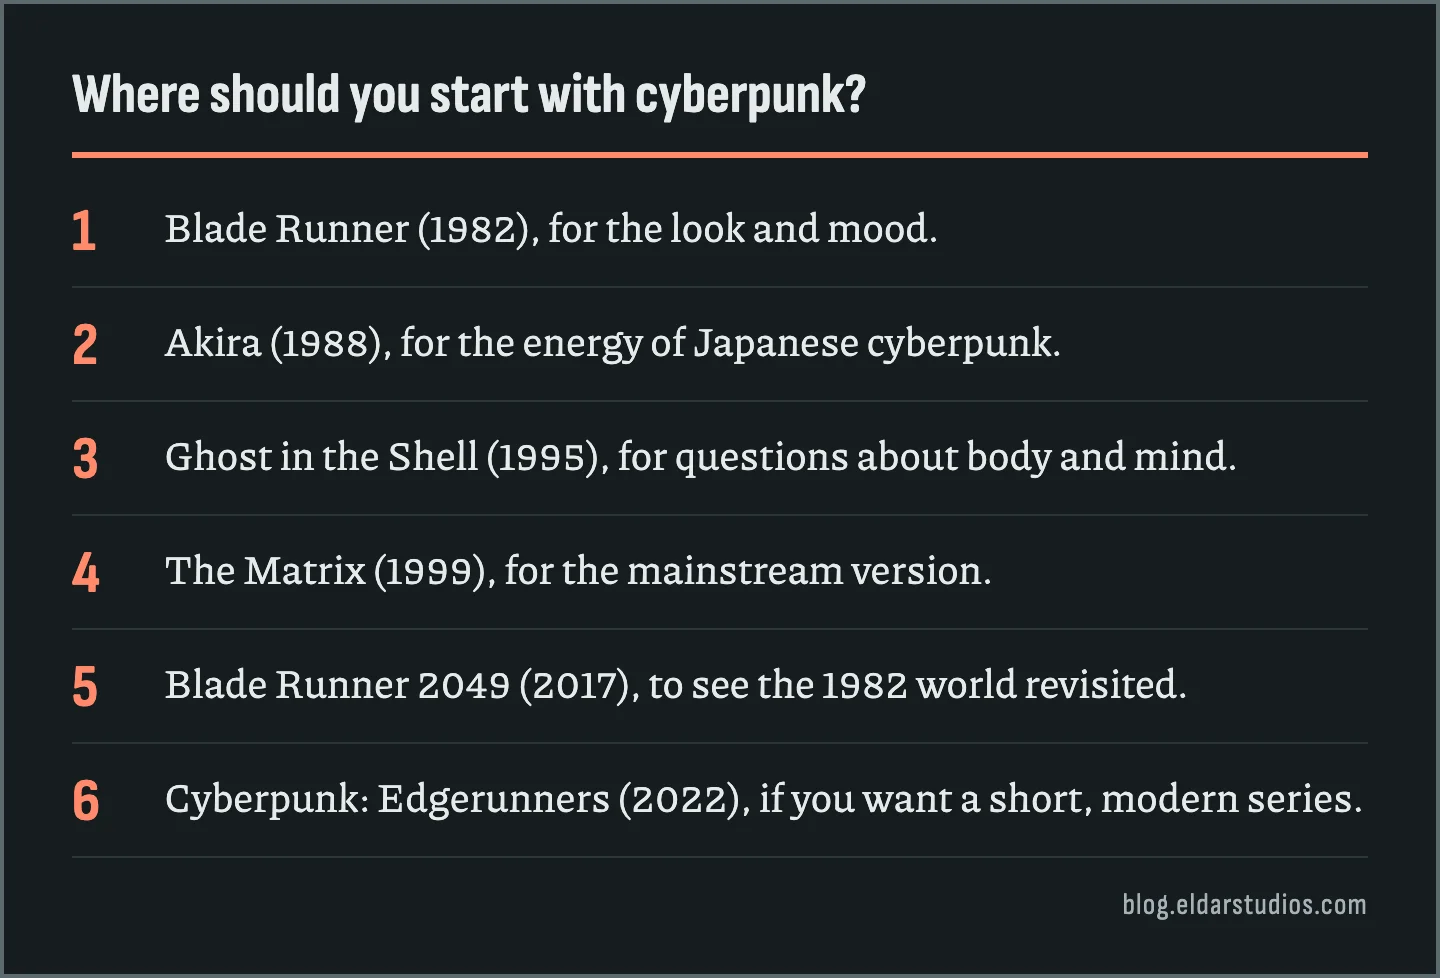 Where should you start with cyberpunk?
1 Blade Runner (1982), for the look and mood.
2 Akira (1988), for the energy of Japanese cyberpunk.
3 Ghost in the Shell (1995), for questions about body and mind.
4 The Matrix (1999), for the mainstream version.
5 Blade Runner 2049 (2017), to see the 1982 world revisited.
6 Cyberpunk: Edgerunners (2022), if you want a short, modern series.
blog.eldarstudios.com